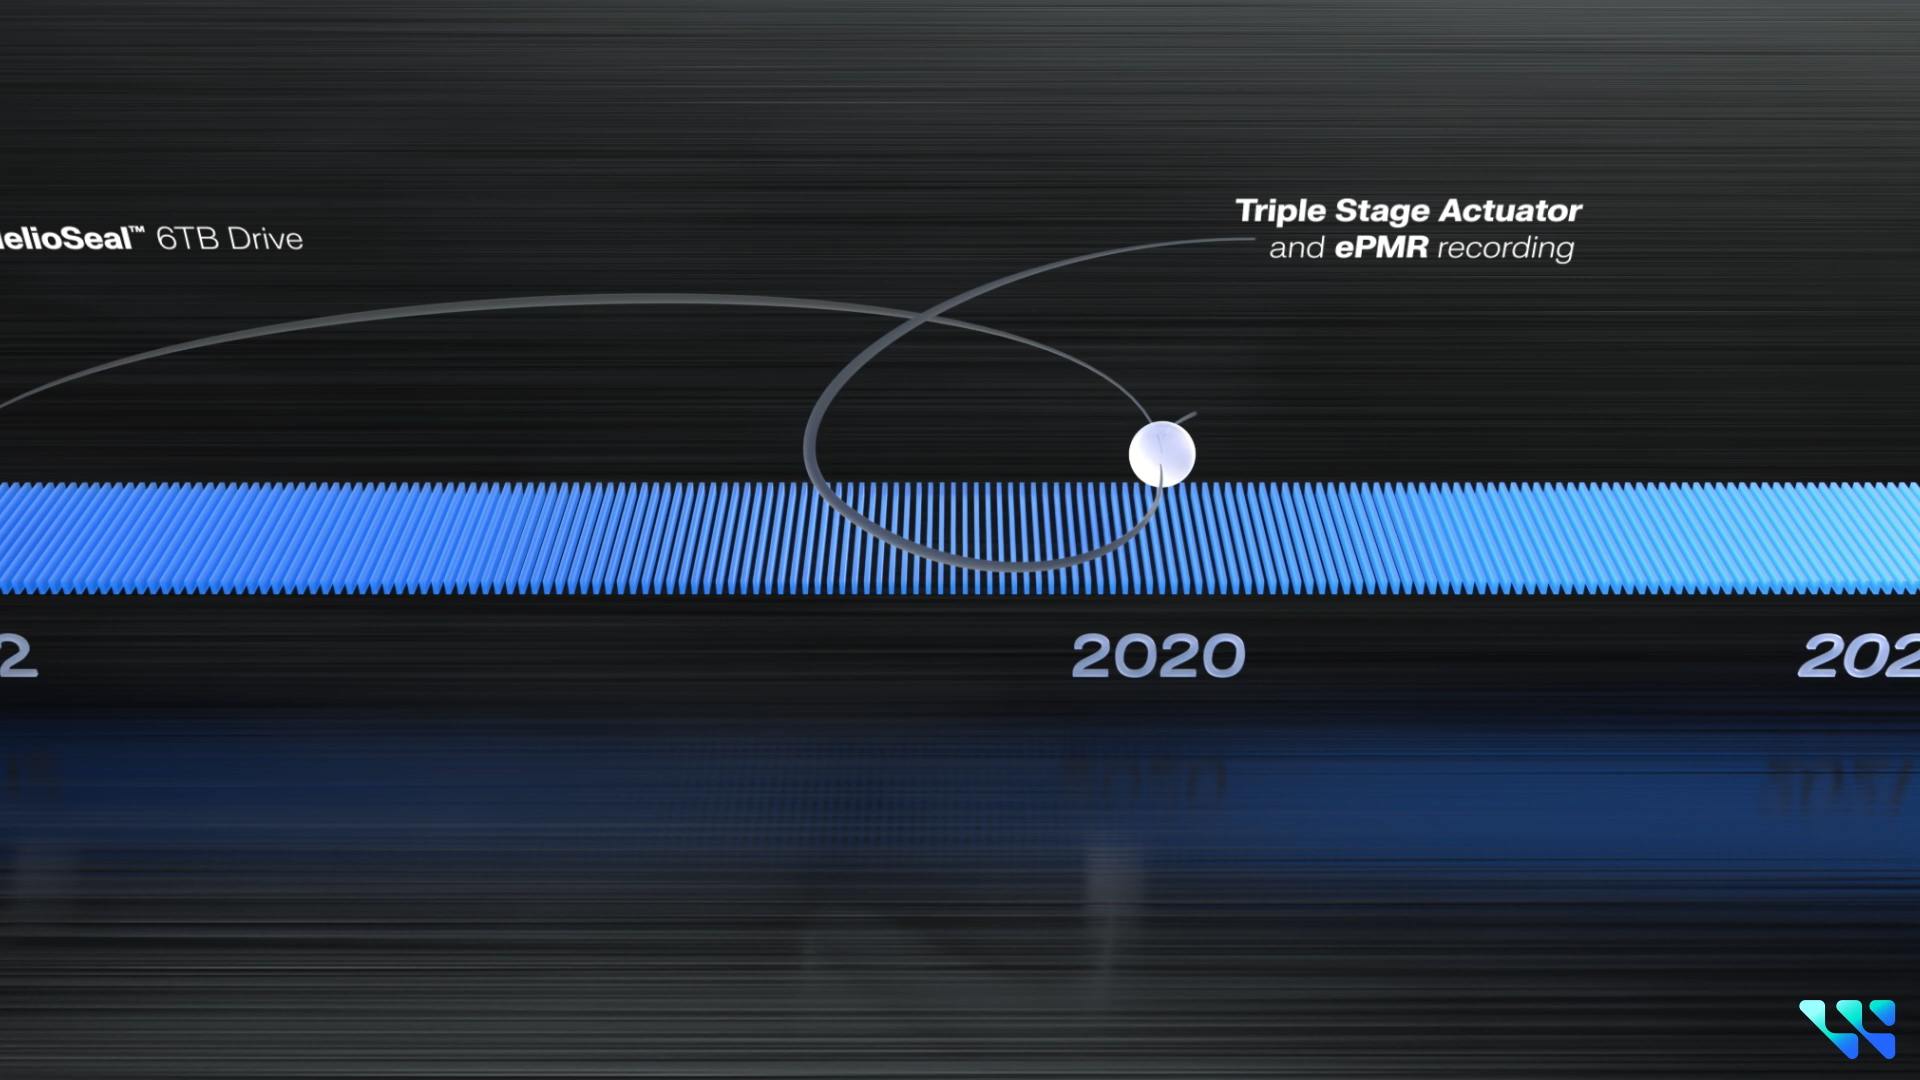 Triple Stage Actuator
elioSeal™ 6TB Drive
and ePMR recording
2
2020
202